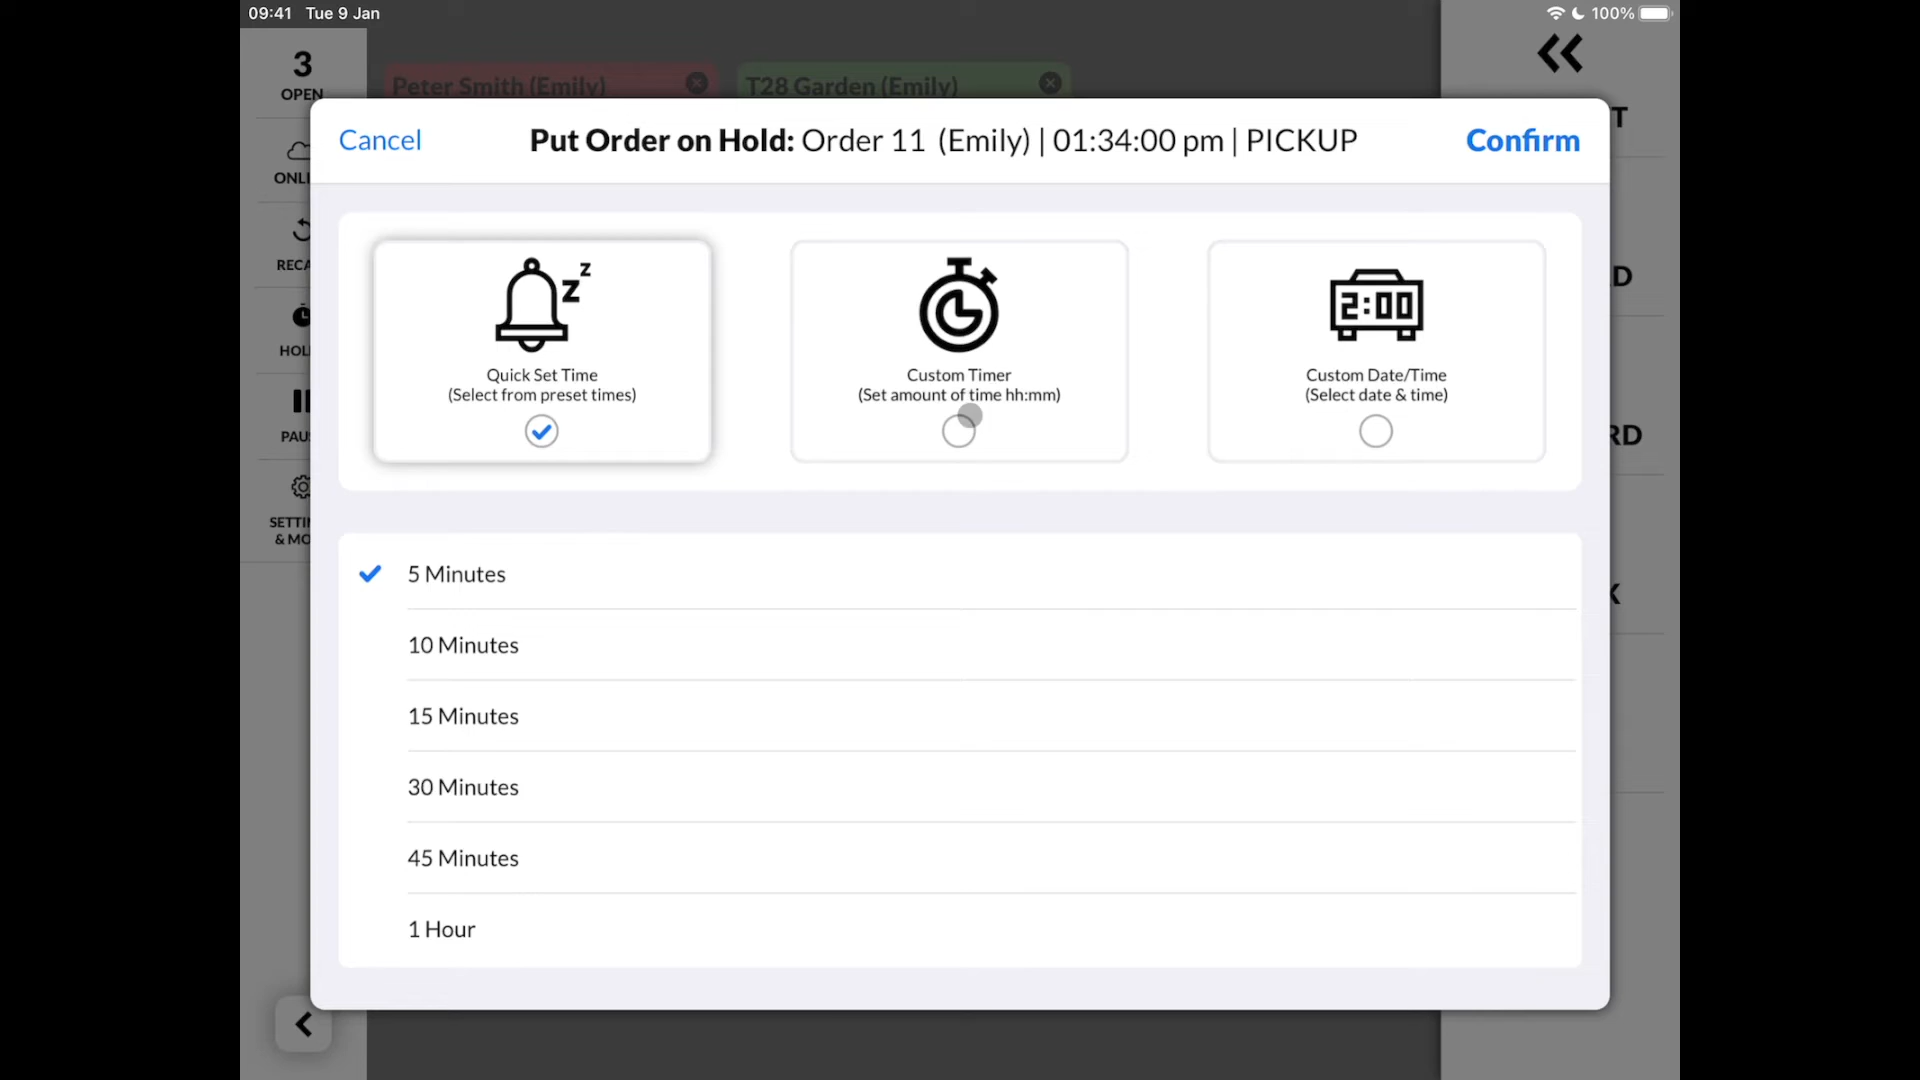 09:41 Tue 9 Jan
100%
3
OPEN
Peter Smith (Emily)
T28 Garden (Emily)
Cancel
Put Order on Hold: Order 11 (Emily) | 01:34:00 pm | PICKUP
Confirm
z
z
Quick Set Time
(Select from preset times)
Custom Timer
(Set amount of time hh:mm)
2:00
Custom Date/Time
(Select date & time)
5 Minutes
10 Minutes
15 Minutes
30 Minutes
45 Minutes
1 Hour